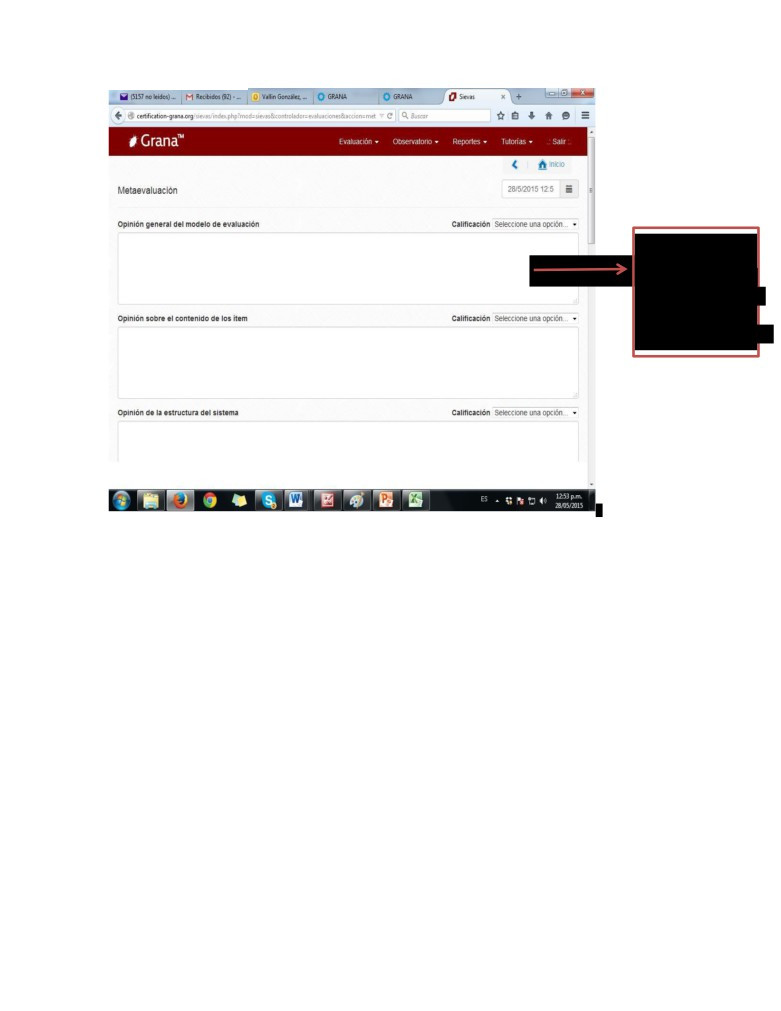 (5157 no leídos) ...
Recibidos (92) - ...
Vallin González, ...
GRANA
GRANA
Sievas
certification-grana.org/sievas/index.php?mod=sievas&controlador=evaluaciones&accion=met
Buscar
Grana™
Evaluación
Observatorio
Reportes
Tutorías
.: Salir :.
Inicio
Metaevaluación
28/5/2015 12:5
Opinión general del modelo de evaluación
Calificación Seleccione una opción...
Opinión sobre el contenido de los item
Calificación Seleccione una opción...
Opinión de la estructura del sistema
Calificación Seleccione una opción...
ES
12:53 p.m.
28/05/2015